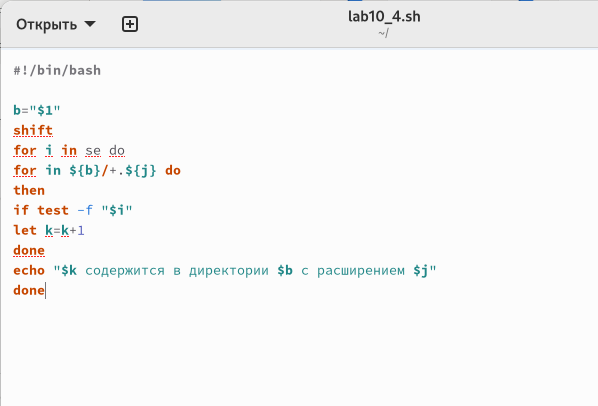 Открыть
lab10_4.sh
~/
#!/bin/bash
b="$1"
shift
for i in se do
for in ${b}/+.${j} do
then
if test -f "$i"
let k=k+1
done
echo "$k содержится в директории $b с расширением $j"
done